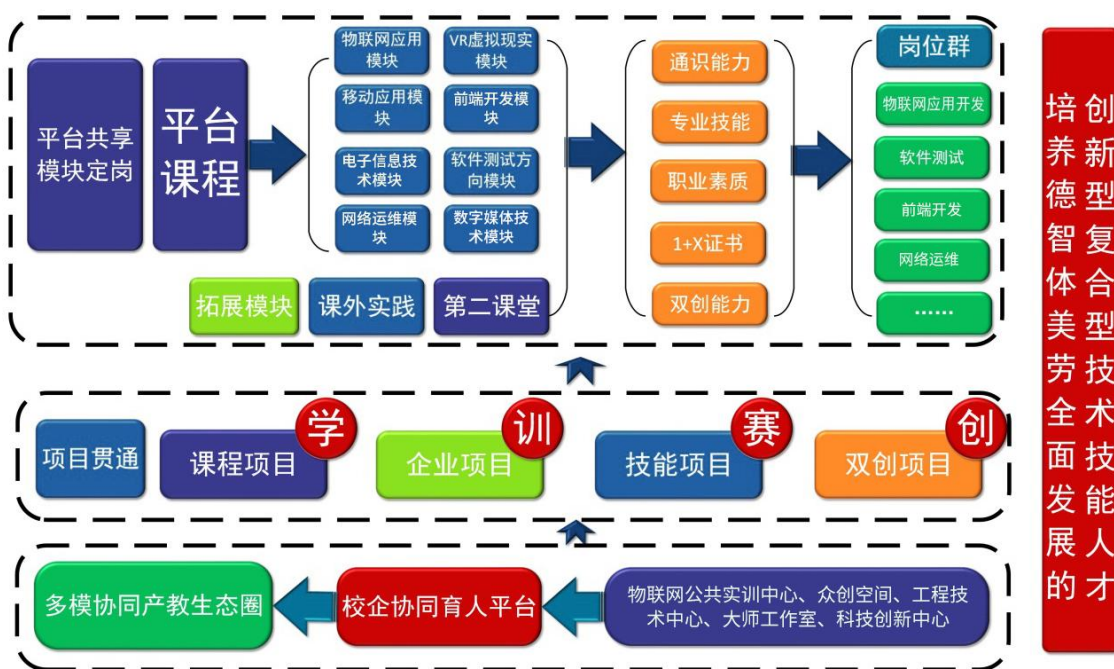 平台共享
模块定岗
平台
课程
物联网应用
模块
VR虚拟现实
模块
移动应用模
块
前端开发模
块
电子信息技
术模块
软件测试方
向模块
网络运维模
块
数字媒体技
术模块
拓展模块
课外实践
第二课堂
通识能力
专业技能
职业素质
1+X证书
双创能力
岗位群
物联网应用开发
软件测试
前端开发
网络运维
......
项目贯通
课程项目
学
企业项目
训
技能项目
赛
双创项目
创
多模协同产教生态圈
校企协同育人平台
物联网公共实训中心、众创空间、工程技
术中心、大师工作室、科技创新中心
培养德智体美劳全面发展的
创新型复合型技术技能人才